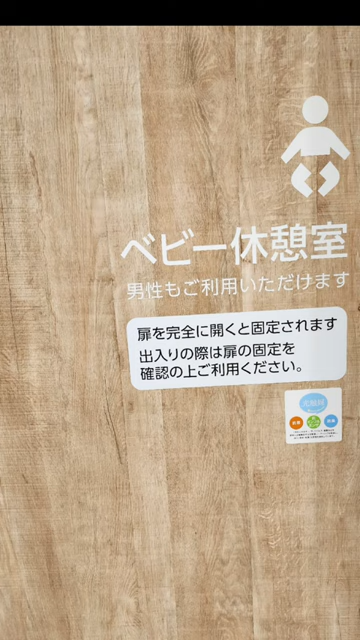 ベビー休憩室
男性もご利用いただけます
扉を完全に開くと固定されます
出入りの際は扉の固定を
確認の上ご利用ください。